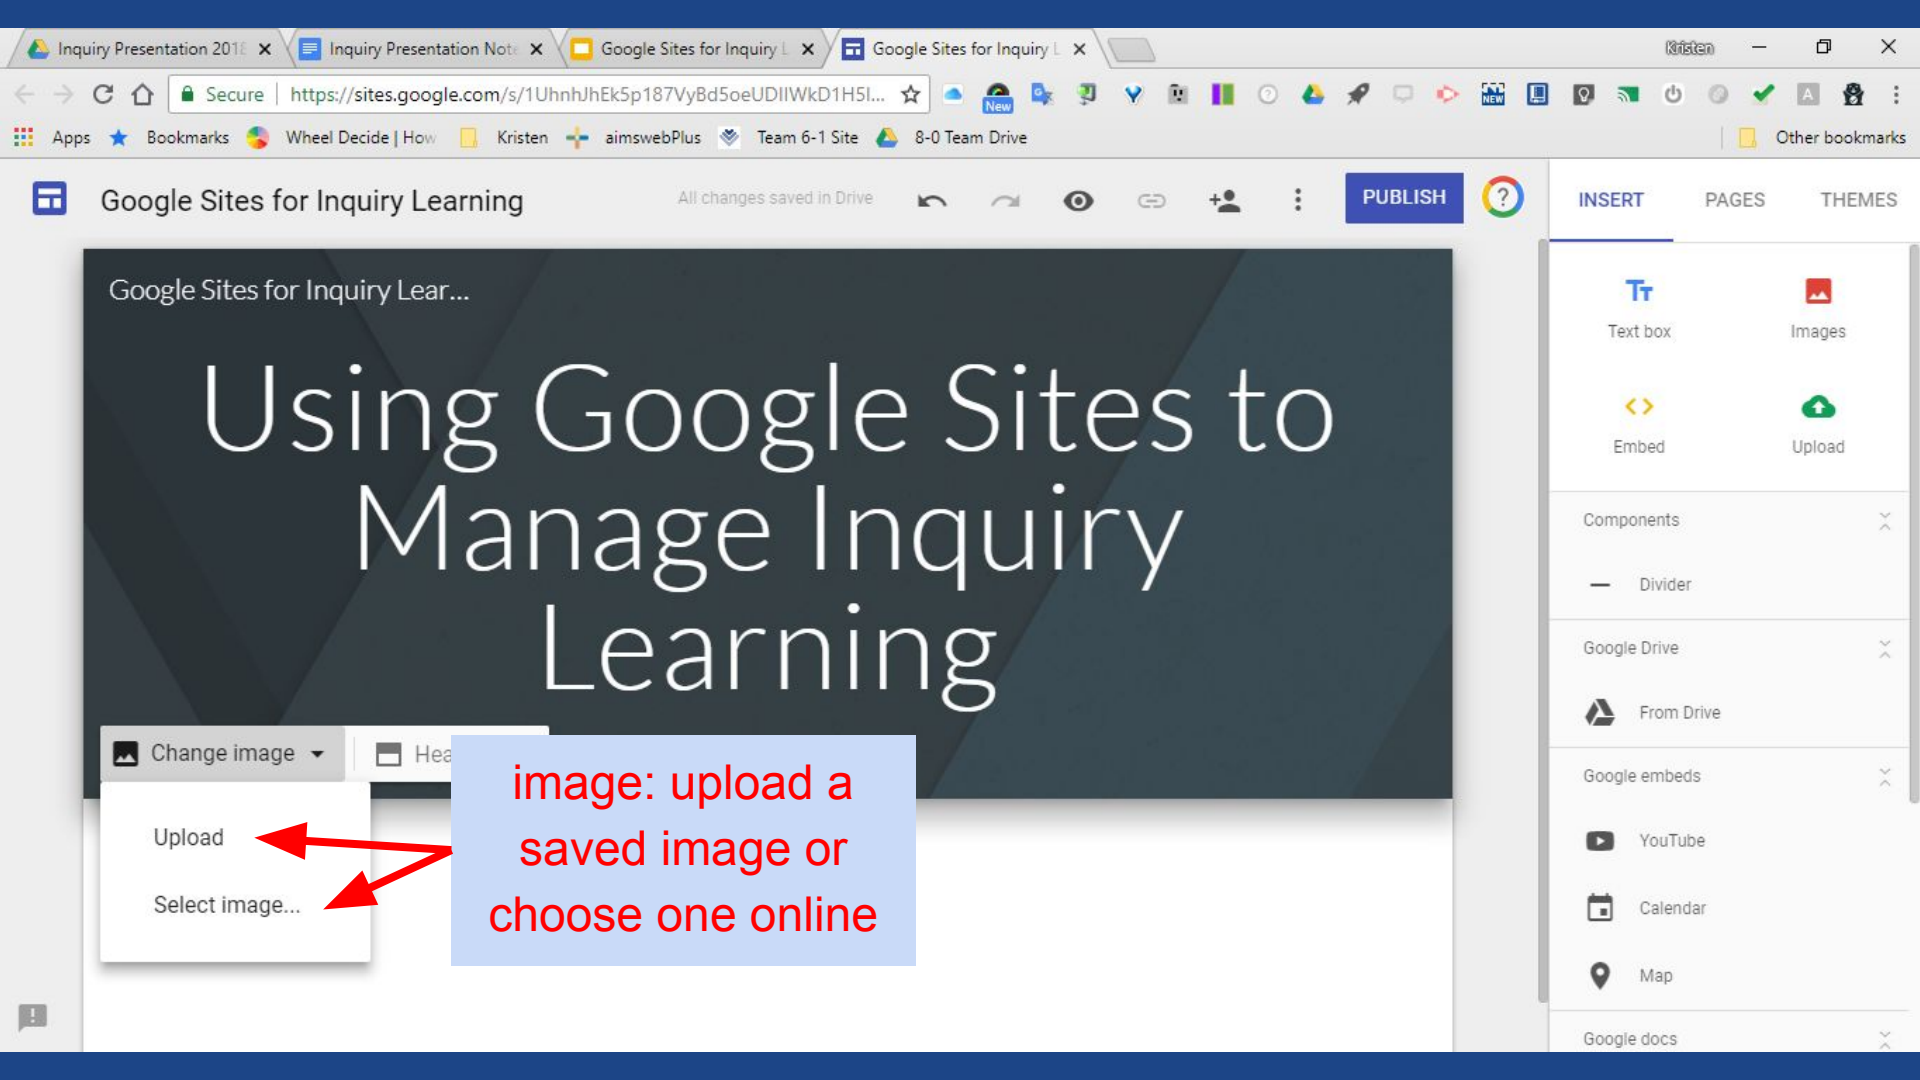 Inquiry Presentation 2018
Inquiry Presentation Note
Google Sites for Inquiry L
Google Sites for Inquiry L
Kristen
Secure
https://sites.google.com/s/1UhnhJhEk5p187VyBd5oeUDIIWkD1H5I...
New
NEW
Apps
Bookmarks
Wheel Decide | How
Kristen
aimswebPlus
Team 6-1 Site
8-0 Team Drive
Other bookmarks
Google Sites for Inquiry Learning
All changes saved in Drive
PUBLISH
?
INSERT
PAGES
THEMES
Google Sites for Inquiry Lear...
Using Google Sites to
Manage Inquiry
Learning
Change image
Hea
Upload
Select image...
image: upload a
saved image or
choose one online
Text box
Images
Embed
Upload
Components
Divider
Google Drive
From Drive
Google embeds
YouTube
Calendar
Map
Google docs